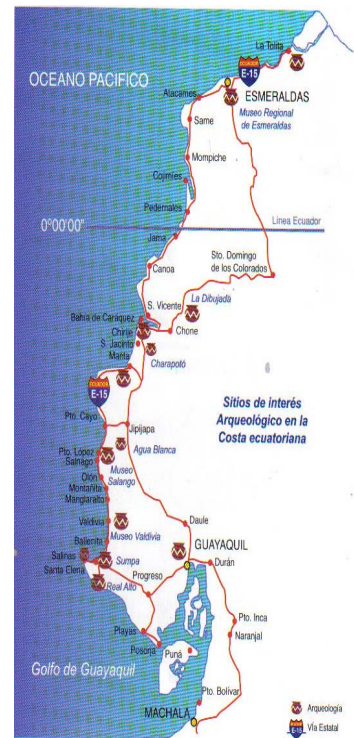 La Tolita
ECUADOR
E-15
OCEANO PACIFICO
ESMERALDAS
Atacames
Museo Regional
de Esmeraldas
Same
Mompiche
Cojimíes
Pedernales
0º00'00"
Linea Ecuador
Jama
Sto. Domingo
de los Colorados
Canoa
La Dibujada
S. Vicente
Bahía de Caráquez
Chirije
Chone
S. Jacinto
Charapotó
Manta
ECUADOR
E-15
Sitios de interés
Arqueológico en la
Costa ecuatoriana
Pto. Cayo
Jipijapa
Agua Blanca
Pto. López
Salnago
Museo
Salango
Olón
Montañita
Manglaralto
Valdivia
Daule
Museo Valdivia
GUAYAQUIL
Ballenita
Salinas
Sumpa
Durán
Santa Elena
Progreso
Real Alto
Pto. Inca
Playas
Naranjal
Posorja
Puná
Golfo de Guayaquil
Pto. Bolívar
MACHALA
Arqueología
E-15
Vía Estatal